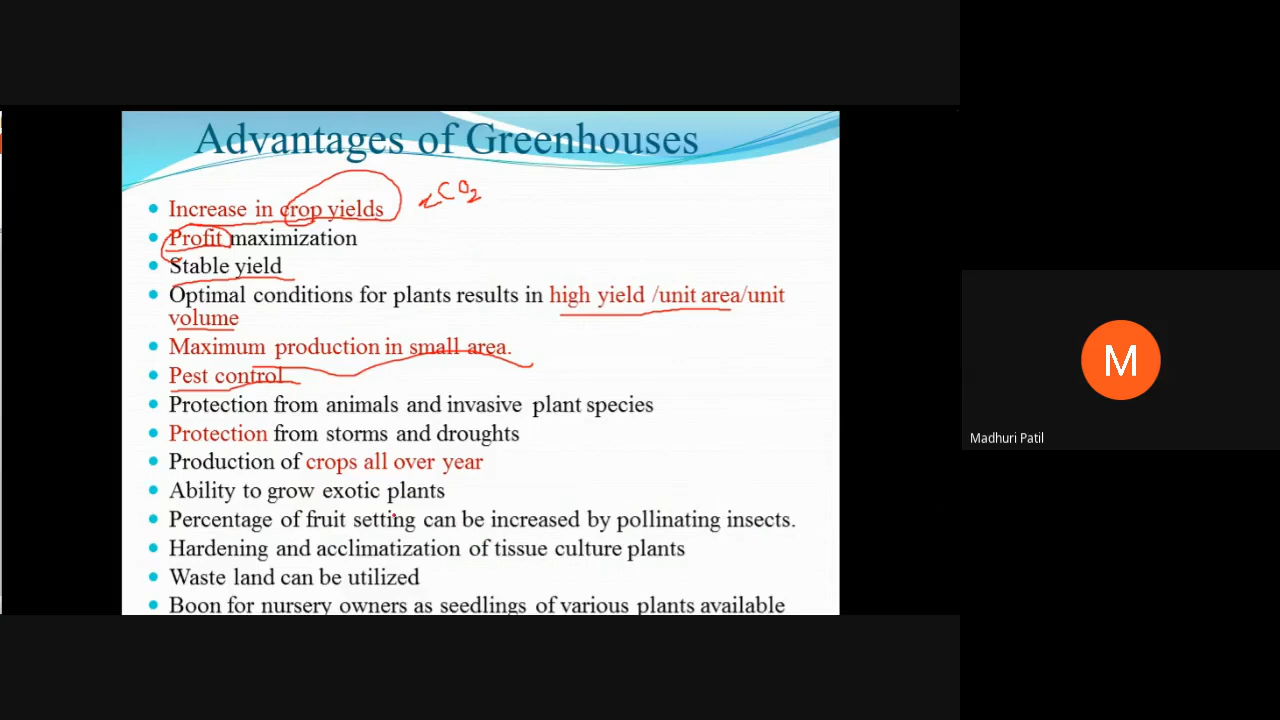 Advantages of Greenhouses
CO2
Increase in crop yields
Profit maximization
Stable yield
Optimal conditions for plants results in high yield /unit area/unit
volume
Maximum production in small area.
Pest control
Protection from animals and invasive plant species
Protection from storms and droughts
Production of crops all over year
Ability to grow exotic plants
Percentage of fruit setting can be increased by pollinating insects.
Hardening and acclimatization of tissue culture plants
Waste land can be utilized
Boon for nursery owners as seedlings of various plants available
M
Madhuri Patil